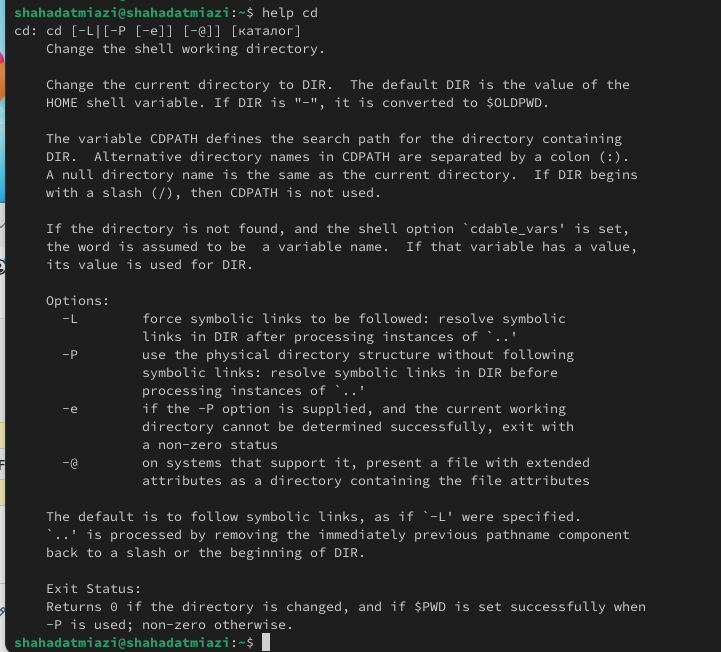 shahadatmiazi@shahadatmiazi:~$ help cd
cd: cd [-L|[-P [-e]] [-@]] [каталог]
    Change the shell working directory.

    Change the current directory to DIR.  The default DIR is the value of the
    HOME shell variable. If DIR is "-", it is converted to $OLDPWD.

    The variable CDPATH defines the search path for the directory containing
    DIR.  Alternative directory names in CDPATH are separated by a colon (:).
    A null directory name is the same as the current directory.  If DIR begins
    with a slash (/), then CDPATH is not used.

    If the directory is not found, and the shell option `cdable_vars' is set,
    the word is assumed to be  a variable name.  If that variable has a value,
    its value is used for DIR.

    Options:
      -L        force symbolic links to be followed: resolve symbolic
                links in DIR after processing instances of `..'
      -P        use the physical directory structure without following
                symbolic links: resolve symbolic links in DIR before
                processing instances of `..'
      -e        if the -P option is supplied, and the current working
                directory cannot be determined successfully, exit with
                a non-zero status
      -@        on systems that support it, present a file with extended
                attributes as a directory containing the file attributes

    The default is to follow symbolic links, as if `-L' were specified.
    `..' is processed by removing the immediately previous pathname component
    back to a slash or the beginning of DIR.

    Exit Status:
    Returns 0 if the directory is changed, and if $PWD is set successfully when
    -P is used; non-zero otherwise.
shahadatmiazi@shahadatmiazi:~$